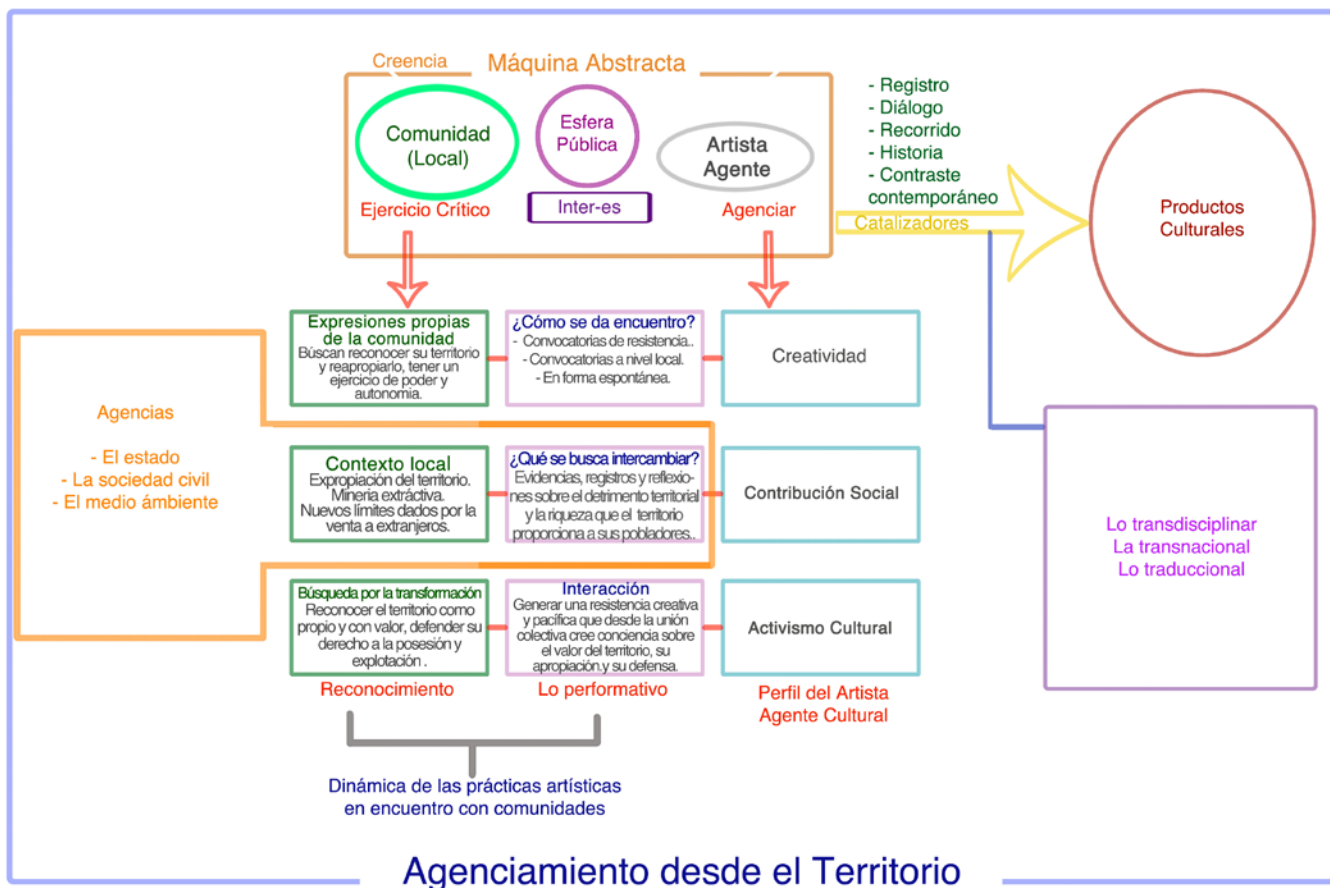 Creencia
Máquina Abstracta
Comunidad
(Local)
Esfera
Pública
Artista
Agente
Ejercicio Crítico
Inter-es
Agenciar
- Registro
- Diálogo
- Recorrido
- Historia
- Contraste
contemporáneo
Catalizadores
Productos
Culturales
Expresiones propias
de la comunidad
Búscan reconocer su territorio
y reapropiarlo, tener un
ejercicio de poder y
autonomia.
¿Cómo se da encuentro?
- Convocatorias de resistencia..
- Convocatorias a nivel local.
- En forma espontánea.
Creatividad
Agencias
- El estado
- La sociedad civil
- El medio ámbiente
Contexto local
Expropiación del territorio.
Mineria extráctiva.
Nuevos límites dados por la
venta a extranjeros.
¿Qué se busca intercambiar?
Evidencias, registros y reflexio-
nes sobre el detrimento territorial
y la riqueza que el territorio
proporciona a sus pobladores..
Contribución Social
Lo transdisciplinar
La transnacional
Lo traduccional
Búsqueda por la transformación
Reconocer el territorio como
propio y con valor, defender su
derecho a la posesión y
explotación .
Interacción
Generar una resistencia creativa
y pacífica que desde la unión
colectiva cree conciencia sobre
el valor del territorio, su
apropiación.y su defensa.
Activismo Cultural
Reconocimiento
Lo performativo
Perfil del Artista
Agente Cultural
Dinámica de las prácticas artísticas
en encuentro con comunidades
Agenciamiento desde el Territorio